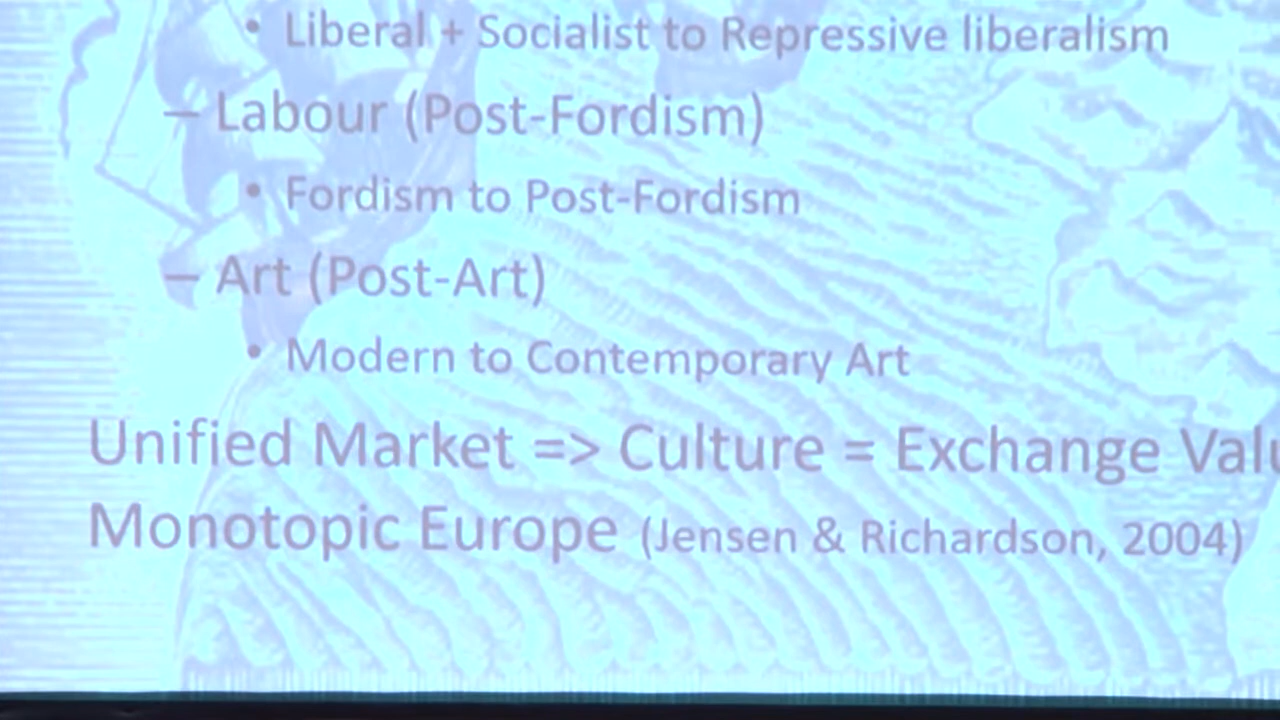 • Liberal + Socialist to Repressive liberalism
– Labour (Post-Fordism)
• Fordism to Post-Fordism
– Art (Post-Art)
• Modern to Contemporary Art
Unified Market => Culture = Exchange Valu
Monotopic Europe (Jensen & Richardson, 2004)